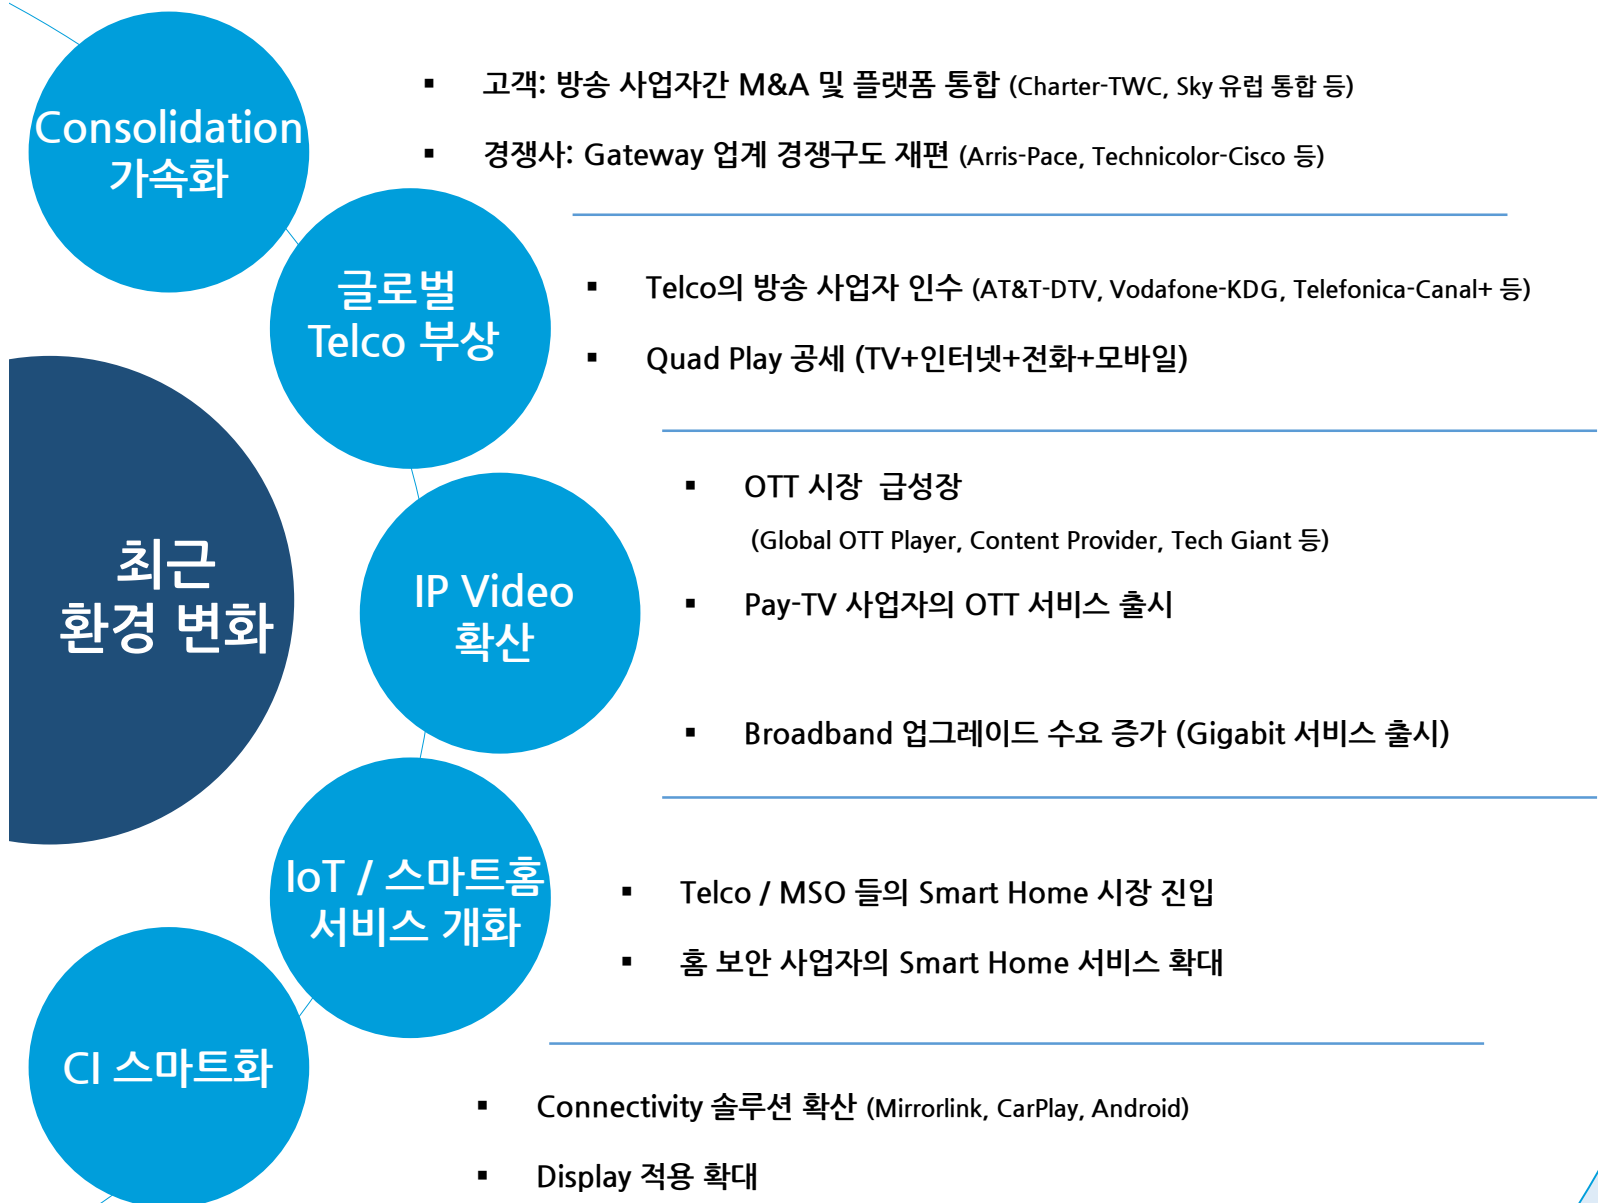 Consolidation
가속화
▪ 고객: 방송 사업자간 M&A 및 플랫폼 통합 (Charter-TWC, Sky 유럽 통합 등)
▪ 경쟁사: Gateway 업계 경쟁구도 재편 (Arris-Pace, Technicolor-Cisco 등)
글로벌
Telco 부상
▪ Telco의 방송 사업자 인수 (AT&T-DTV, Vodafone-KDG, Telefonica-Canal+ 등)
▪ Quad Play 공세 (TV+인터넷+전화+모바일)
최근
환경 변화
IP Video
확산
▪ OTT 시장 급성장
(Global OTT Player, Content Provider, Tech Giant 등)
▪ Pay-TV 사업자의 OTT 서비스 출시
▪ Broadband 업그레이드 수요 증가 (Gigabit 서비스 출시)
IoT / 스마트홈
서비스 개화
▪ Telco / MSO 들의 Smart Home 시장 진입
▪ 홈 보안 사업자의 Smart Home 서비스 확대
CI 스마트화
▪ Connectivity 솔루션 확산 (Mirrorlink, CarPlay, Android)
▪ Display 적용 확대